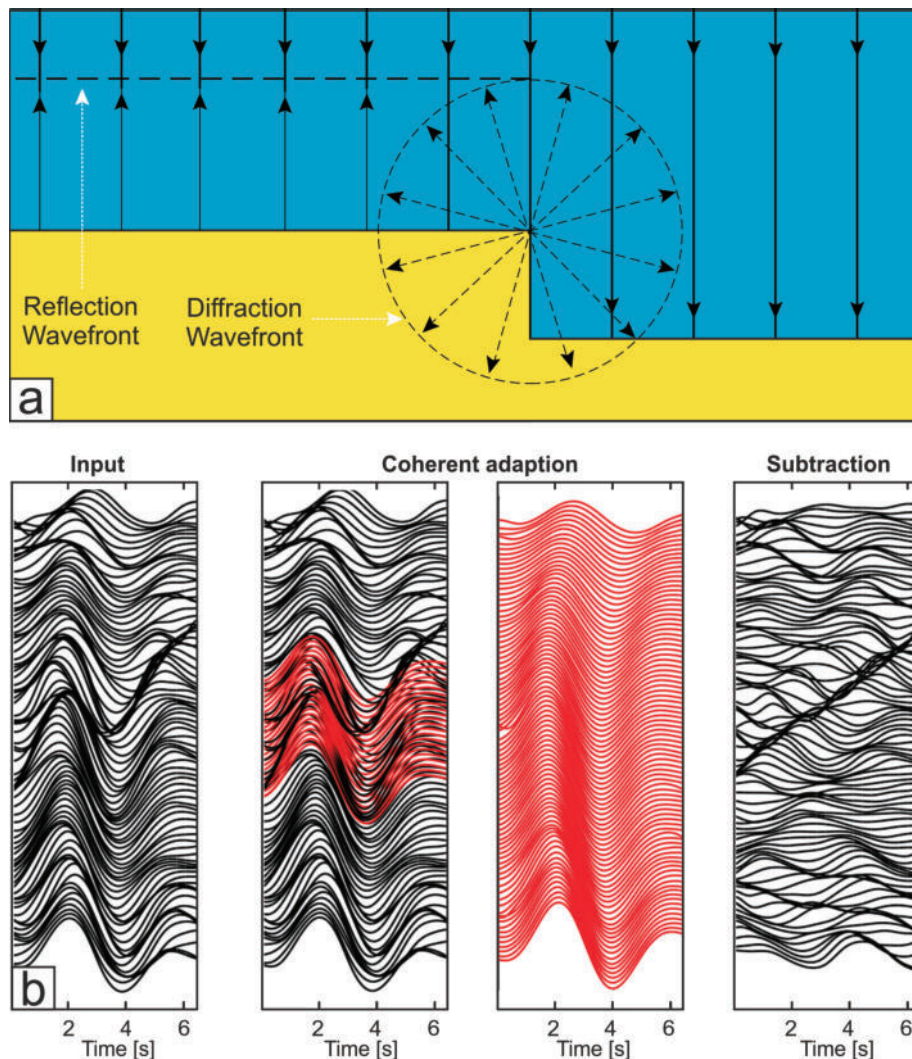 Reflection
Wavefront
Diffraction
Wavefront
a
Input
Coherent adaption
Subtraction
b
2 4 6
2 4 6
2 4 6
2 4 6
Time [s]
Time [s]
Time [s]
Time [s]